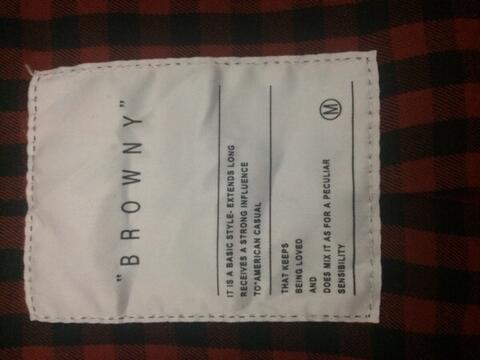 "BROWNY"
IT IS A BASIC STYLE- EXTENDS LONG
RECEIVES A STRONG INFLUENCE
TO"AMERICAN CASUAL
THAT KEEPS
BEING LOVED
AND
DOES MIX IT AS FOR A PECULIAR
SENSIBILITY
M